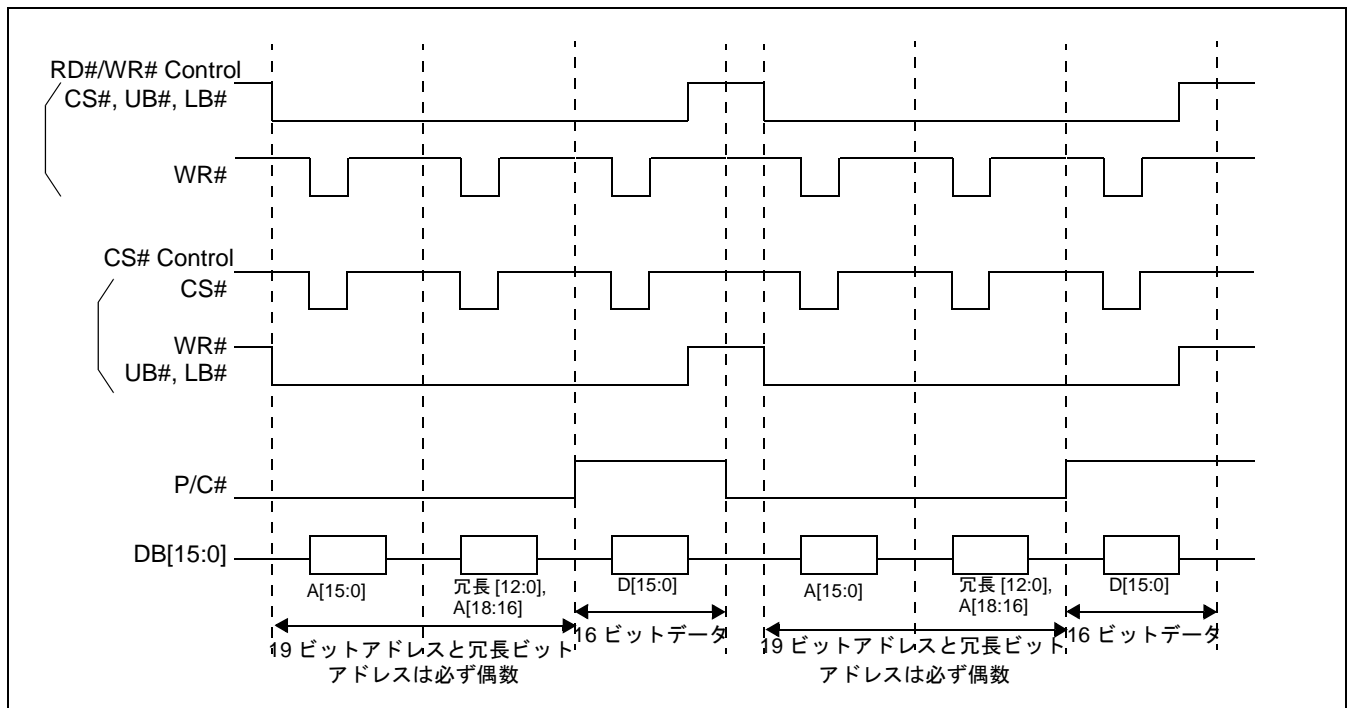 RD#/WR# Control
CS#, UB#, LB#
WR#
CS# Control
CS#
WR#
UB#, LB#
P/C#
DB[15:0]
A[15:0]
冗長 [12:0],
A[18:16]
D[15:0]
A[15:0]
冗長 [12:0],
A[18:16]
D[15:0]
19 ビットアドレスと冗長ビット
アドレスは必ず偶数
16 ビットデータ
19 ビットアドレスと冗長ビット
アドレスは必ず偶数
16 ビットデータ